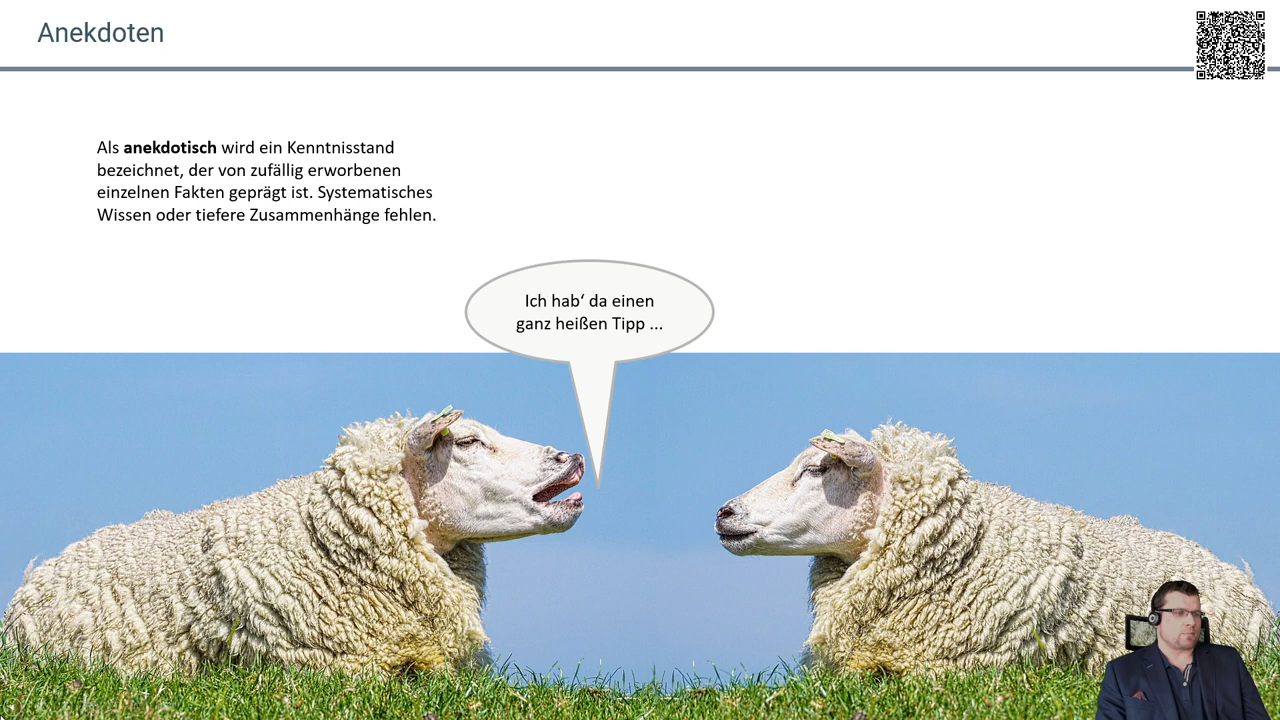 Anekdoten
Als anekdotisch wird ein Kenntnisstand
bezeichnet, der von zufällig erworbenen
einzelnen Fakten geprägt ist. Systematisches
Wissen oder tiefere Zusammenhänge fehlen.
Ich hab‘ da einen
ganz heißen Tipp ...